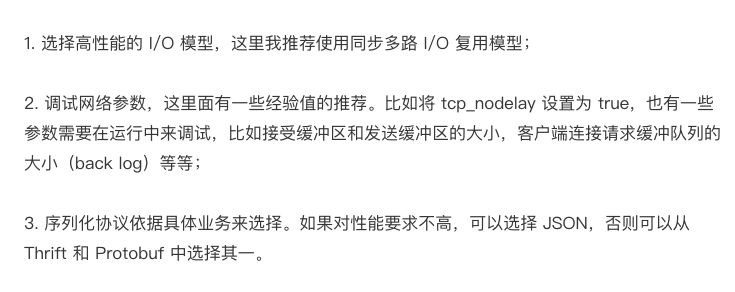 1. 选择高性能的 I/O 模型，这里我推荐使用同步多路 I/O 复用模型；
2. 调试网络参数，这里面有一些经验值的推荐。比如将 tcp_nodelay 设置为 true，也有一些
参数需要在运行中来调试，比如接受缓冲区和发送缓冲区的大小，客户端连接请求缓冲队列的
大小（back log）等等；
3. 序列化协议依据具体业务来选择。如果对性能要求不高，可以选择 JSON，否则可以从
Thrift 和 Protobuf 中选择其一。